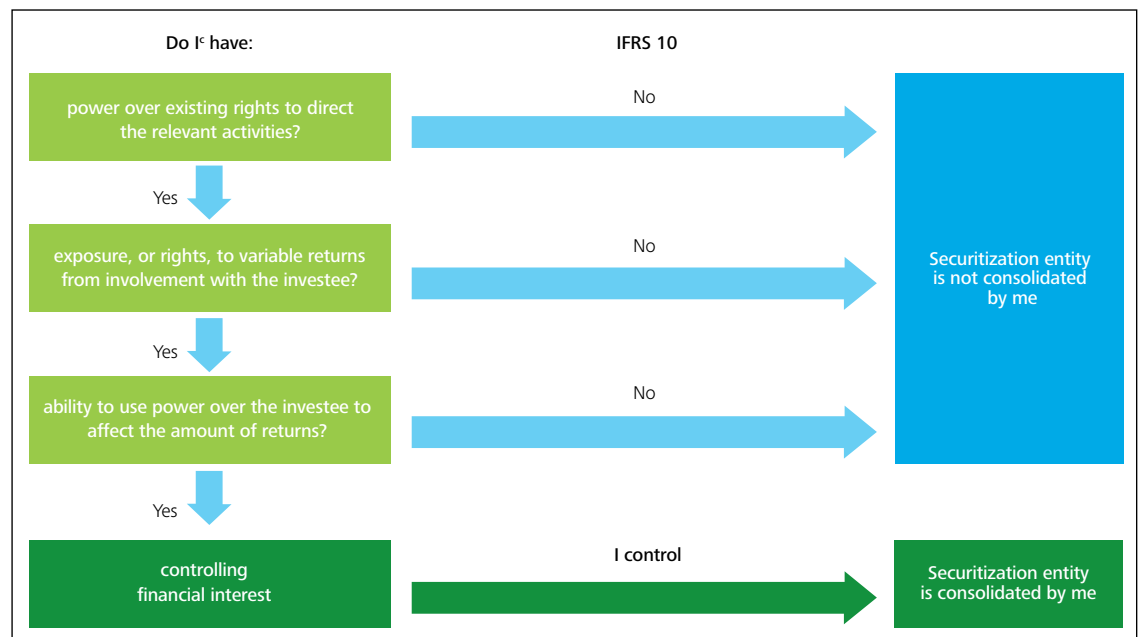 Do Iᶜ have:
IFRS 10
power over existing rights to direct
the relevant activities?
No
Yes
exposure, or rights, to variable returns
from involvement with the investee?
No
Securitization entity
is not consolidated
by me
Yes
ability to use power over the investee to
affect the amount of returns?
No
Yes
controlling
financial interest
I control
Securitization entity
is consolidated by me